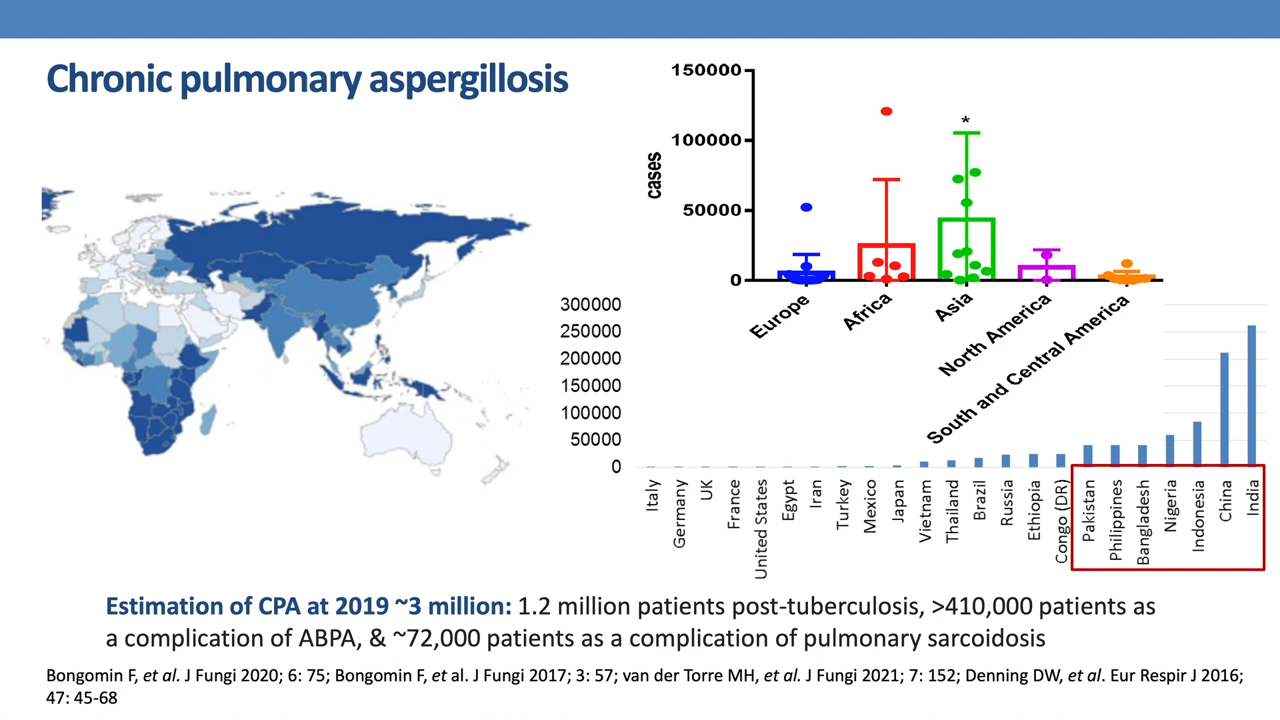 Chronic pulmonary aspergillosis
150000
100000
50000
0
cases
*
Europe
Africa
Asia
North America
South and Central America
300000
250000
200000
150000
100000
50000
0
Italy
Germany
UK
France
United States
Egypt
Iran
Turkey
Mexico
Japan
Vietnam
Thailand
Brazil
Russia
Ethiopia
Congo (DR)
Pakistan
Philippines
Bangladesh
Nigeria
Indonesia
China
India
Estimation of CPA at 2019 ~3 million: 1.2 million patients post-tuberculosis, >410,000 patients as
a complication of ABPA, & ~72,000 patients as a complication of pulmonary sarcoidosis
Bongomin F, et al. J Fungi 2020; 6: 75; Bongomin F, et al. J Fungi 2017; 3: 57; van der Torre MH, et al. J Fungi 2021; 7: 152; Denning DW, et al. Eur Respir J 2016;
47: 45-68